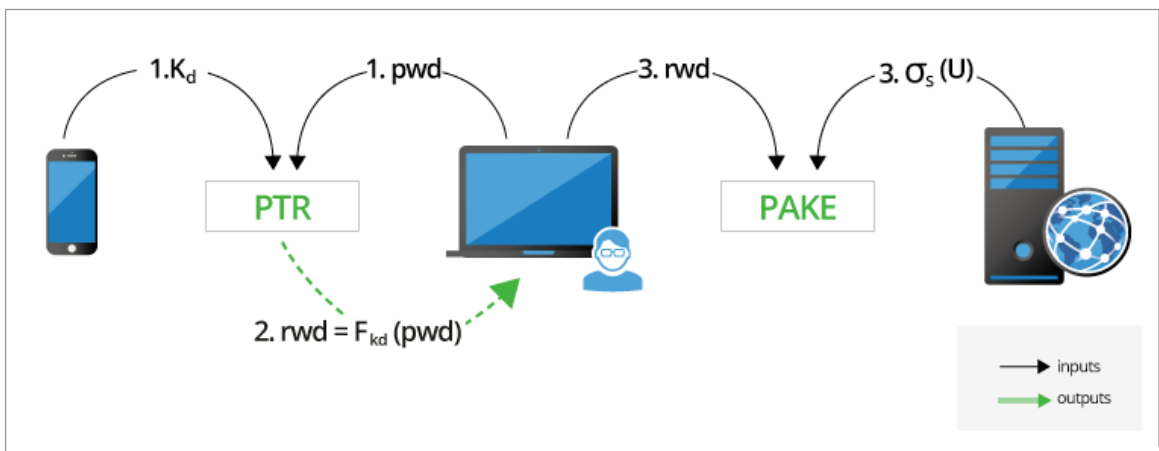 1.Kd
1. pwd
3. rwd
3. σs (U)
PTR
PAKE
2. rwd = Fkd (pwd)
inputs
outputs